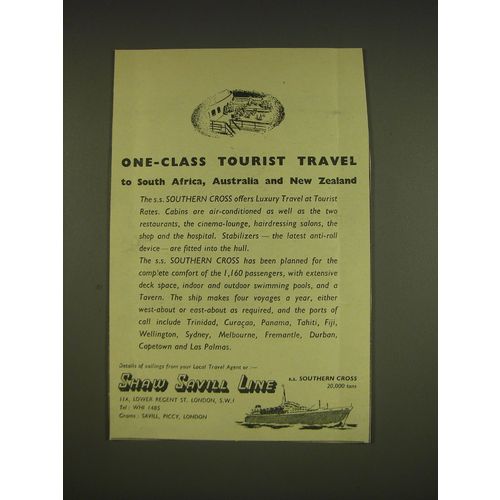 ONE-CLASS TOURIST TRAVEL
to South Africa, Australia and New Zealand
The s.s. SOUTHERN CROSS offers Luxury Travel at Tourist
Rates. Cabins are air-conditioned as well as the two
restaurants, the cinema-lounge, hairdressing salons, the
shop and the hospital. Stabilizers — the latest anti-roll
device — are fitted into the hull.
The s.s. SOUTHERN CROSS has been planned for the
complete comfort of the 1,160 passengers, with extensive
deck space, indoor and outdoor swimming pools, and a
Tavern. The ship makes four voyages a year, either
west-about or east-about as required, and the ports of
call include Trinidad, Curaçao, Panama, Tahiti, Fiji,
Wellington, Sydney, Melbourne, Fremantle, Durban,
Capetown and Las Palmas.
Details of sailings from your Local Travel Agent or :—
SHAW SAVILL LINE
11A, LOWER REGENT ST. LONDON, S.W.1
Tel : WHI 1485
Grams : SAVILL, PICCY, LONDON
s.s. SOUTHERN CROSS
20,000 tons